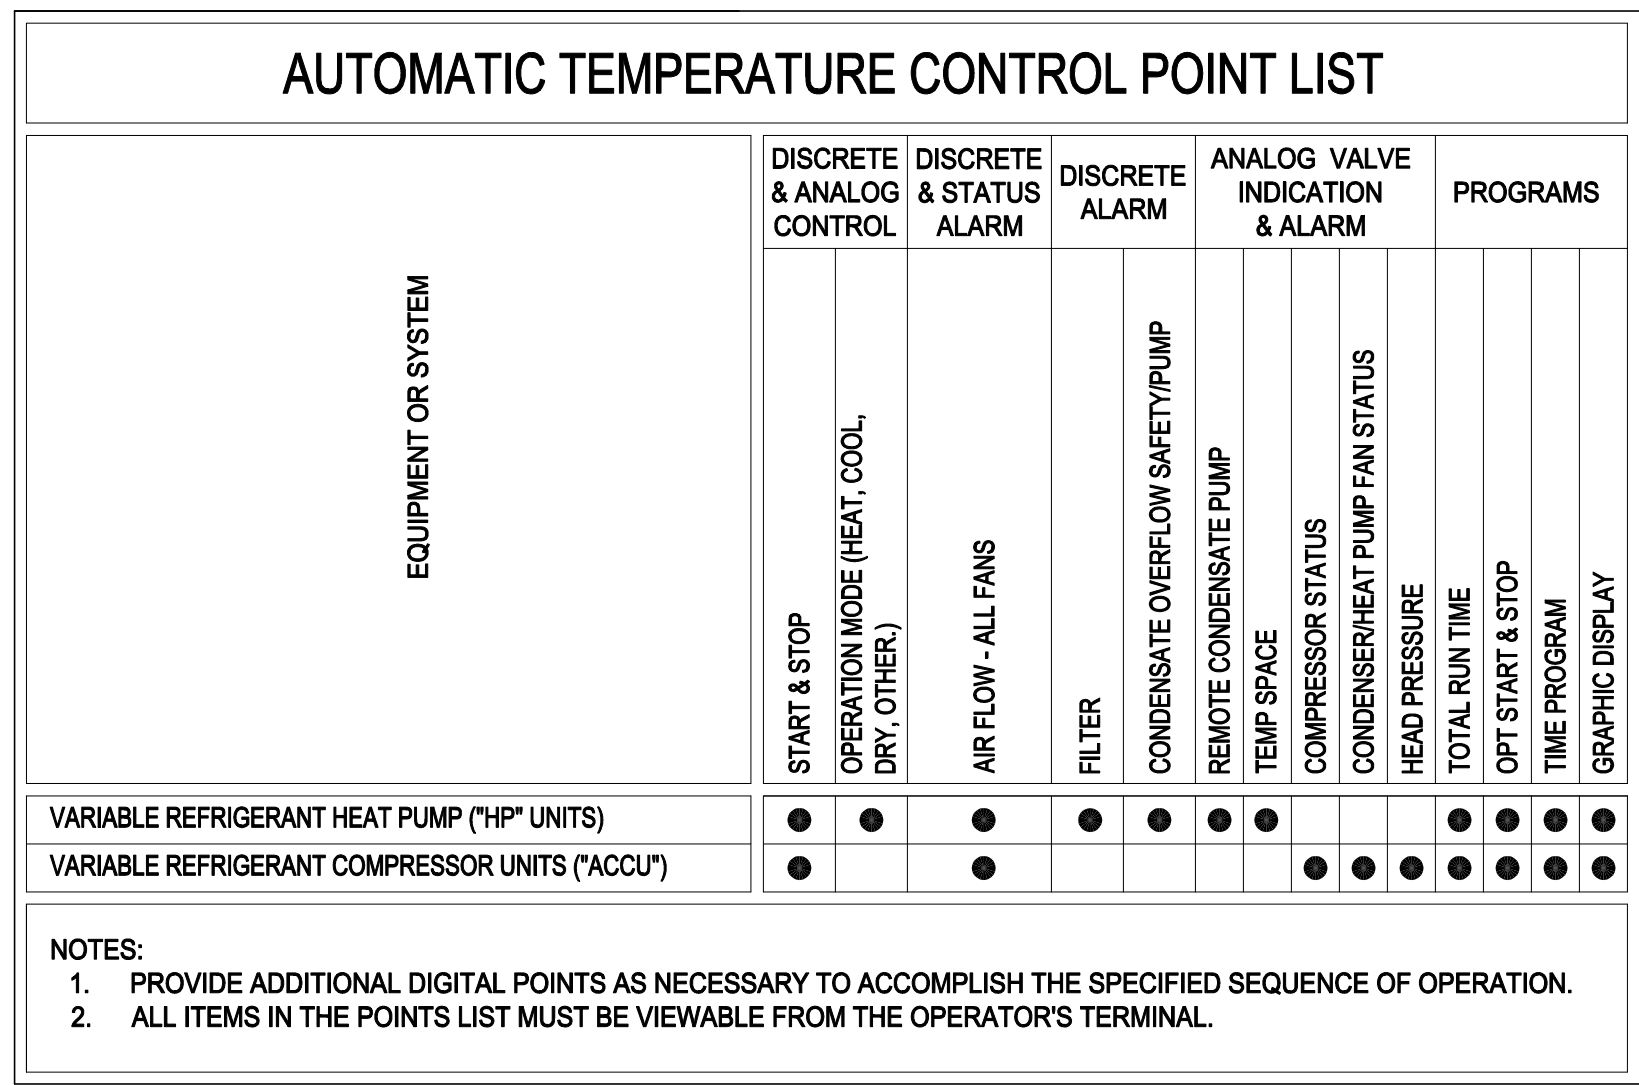 AUTOMATIC TEMPERATURE CONTROL POINT LIST
EQUIPMENT OR SYSTEM
DISCRETE
& ANALOG
CONTROL
DISCRETE
& STATUS
ALARM
DISCRETE
ALARM
ANALOG VALVE
INDICATION
& ALARM
PROGRAMS
START & STOP
OPERATION MODE (HEAT, COOL,
DRY, OTHER.)
AIR FLOW - ALL FANS
FILTER
CONDENSATE OVERFLOW SAFETY/PUMP
REMOTE CONDENSATE PUMP
TEMP SPACE
COMPRESSOR STATUS
CONDENSER/HEAT PUMP FAN STATUS
HEAD PRESSURE
TOTAL RUN TIME
OPT START & STOP
TIME PROGRAM
GRAPHIC DISPLAY
VARIABLE REFRIGERANT HEAT PUMP ("HP" UNITS)
VARIABLE REFRIGERANT COMPRESSOR UNITS ("ACCU")
NOTES:
1. PROVIDE ADDITIONAL DIGITAL POINTS AS NECESSARY TO ACCOMPLISH THE SPECIFIED SEQUENCE OF OPERATION.
2. ALL ITEMS IN THE POINTS LIST MUST BE VIEWABLE FROM THE OPERATOR'S TERMINAL.